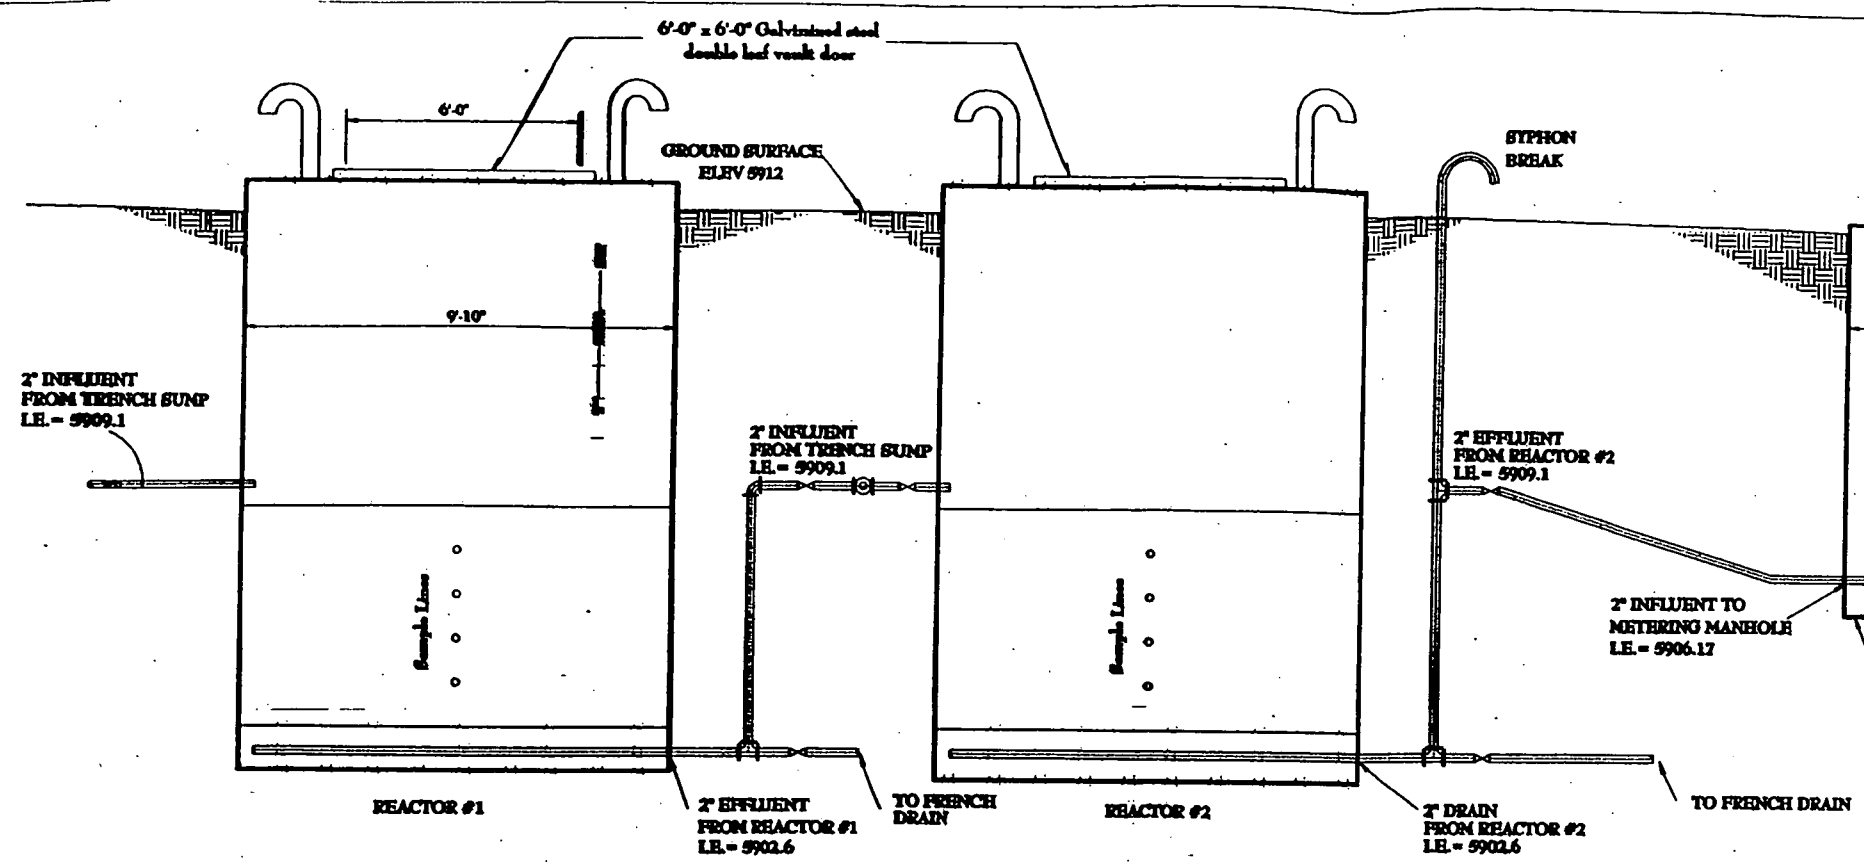 6'-0" x 6'-0" Galvinized steel
double leaf vault door
6'-0"
GROUND SURFACE
ELEV 5912
SYPHON
BREAK
9'-10"
2" INFLUENT
FROM TRENCH SUMP
I.E. = 5909.1
2" INFLUENT
FROM TRENCH SUMP
I.E. = 5909.1
2" EFFLUENT
FROM REACTOR #2
I.E. = 5909.1
Sample Lines
Sample Lines
2" INFLUENT TO
METERING MANHOLE
I.E. = 5906.17
REACTOR #1
2" EFFLUENT
FROM REACTOR #1
I.E. = 5902.6
TO FRENCH
DRAIN
REACTOR #2
2" DRAIN
FROM REACTOR #2
I.E. = 5902.6
TO FRENCH DRAIN